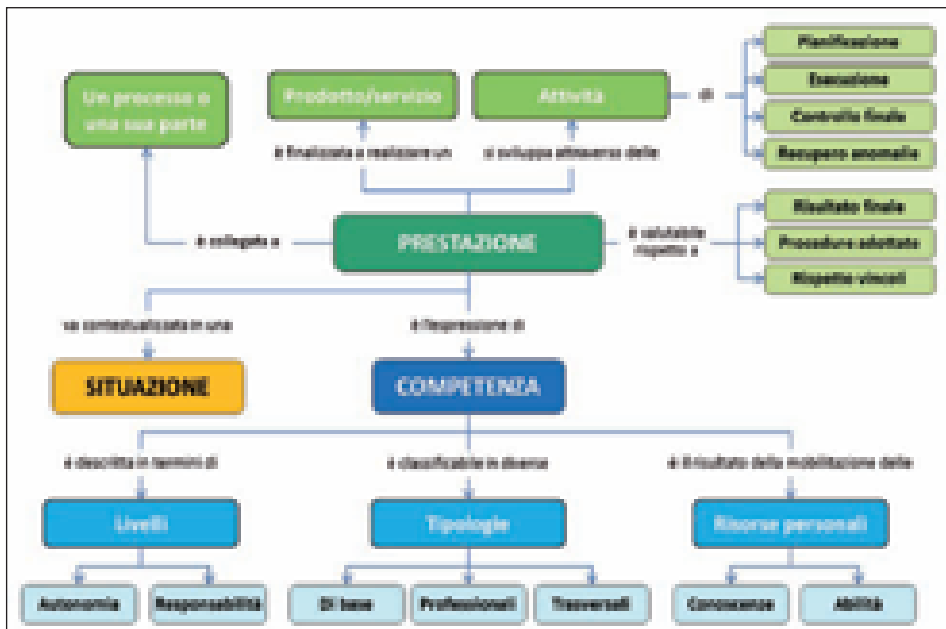 Pianificazione
Un processo o
una sua parte
Prodotto/servizio
Attività
di
Esecuzione
Controllo finale
Recupero anomalie
è finalizzata a realizzare un
si sviluppa attraverso delle
Risultato finale
è collegata a
PRESTAZIONE
è valutabile
rispetto a
Procedure adottate
Rispetto vincoli
va contestualizzata in una
è l'espressione di
SITUAZIONE
COMPETENZA
è descritta in termini di
è classificabile in diverse
è il risultato della mobilitazione delle
Livelli
Tipologie
Risorse personali
Autonomia
Responsabilità
Di base
Professionali
Trasversali
Conoscenze
Abilità